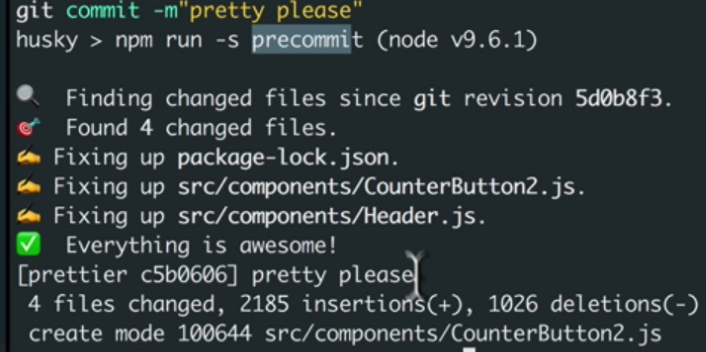 git commit -m"pretty please"
husky > npm run -s precommit (node v9.6.1)
🔍 Finding changed files since git revision 5d0b8f3.
🎯 Found 4 changed files.
✍️ Fixing up package-lock.json.
✍️ Fixing up src/components/CounterButton2.js.
✍️ Fixing up src/components/Header.js.
✅ Everything is awesome!
[prettier c5b0606] pretty please
4 files changed, 2185 insertions(+), 1026 deletions(-)
create mode 100644 src/components/CounterButton2.js